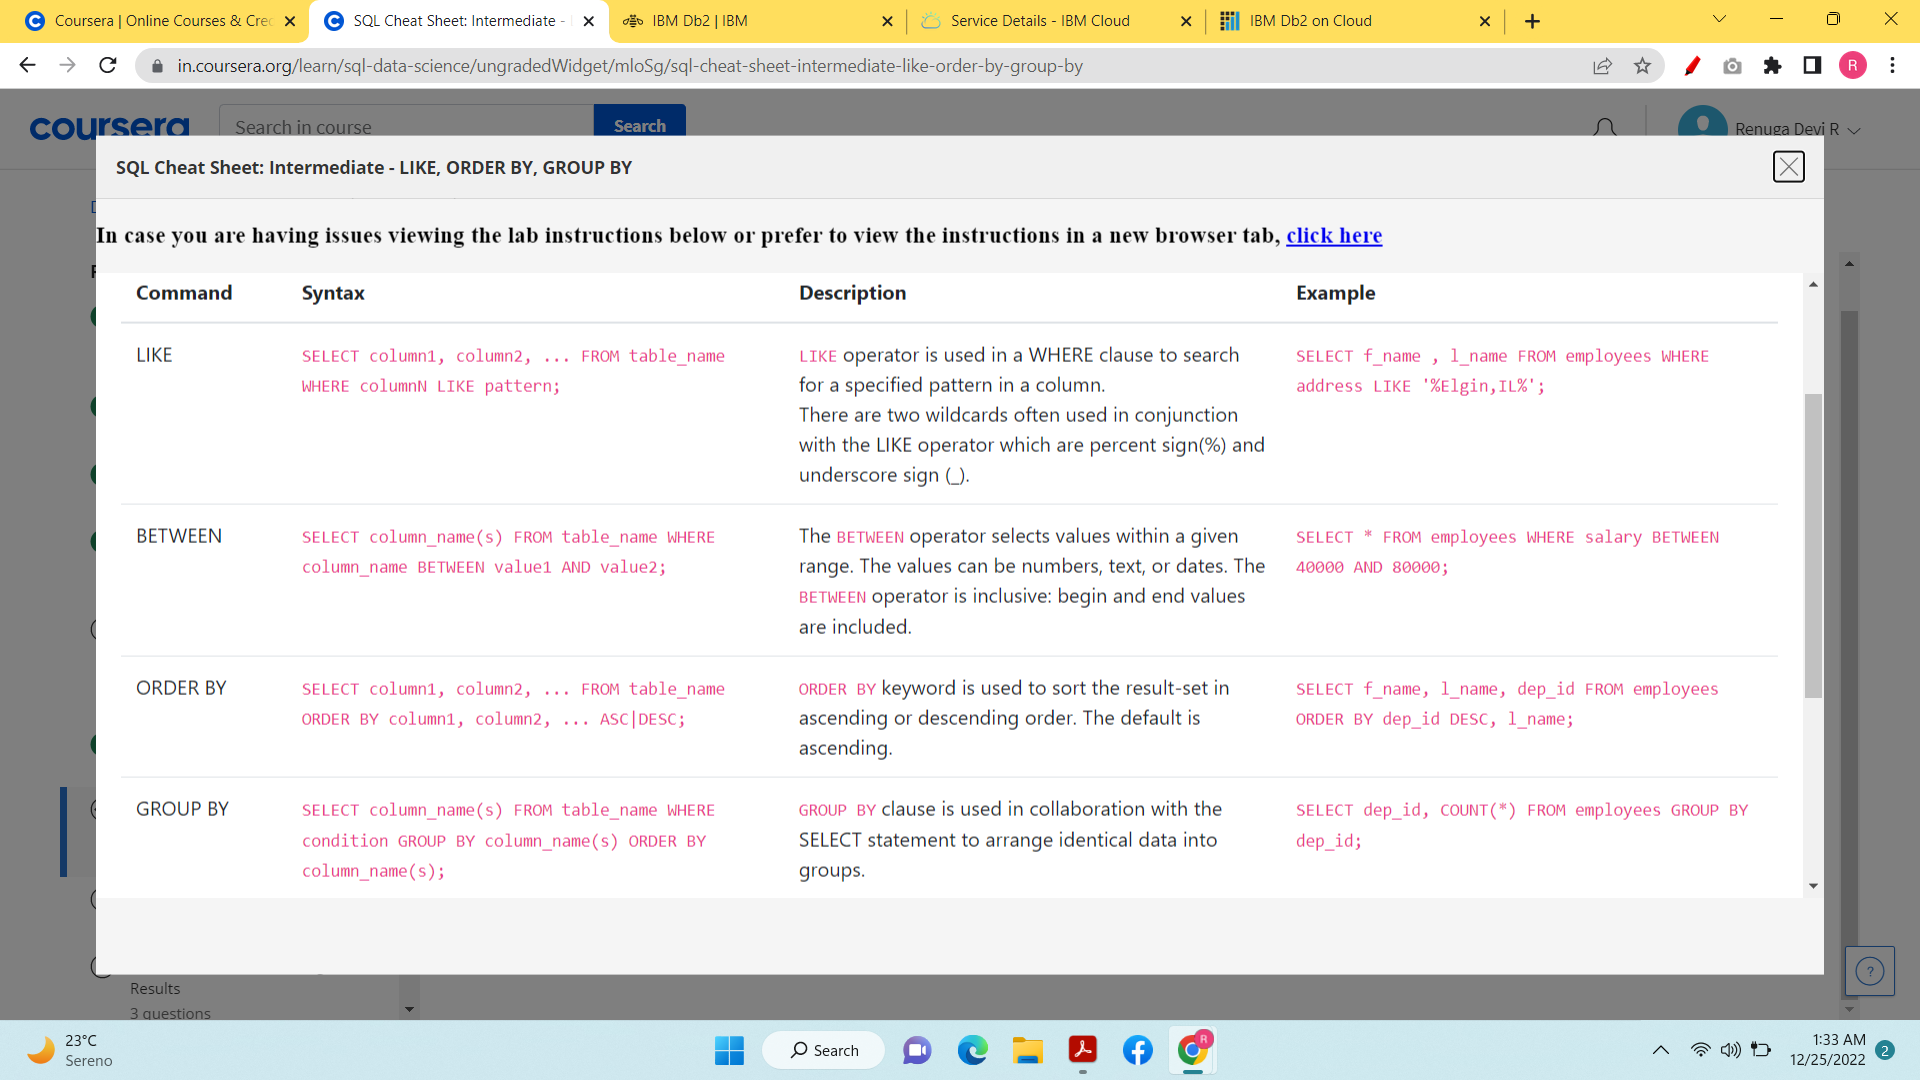 Coursera | Online Courses & Cre
SQL Cheat Sheet: Intermediate -
IBM Db2 | IBM
Service Details - IBM Cloud
IBM Db2 on Cloud
in.coursera.org/learn/sql-data-science/ungradedWidget/mloSg/sql-cheat-sheet-intermediate-like-order-by-group-by
R
coursera
Search in course
Search
Renuga Devi R
SQL Cheat Sheet: Intermediate - LIKE, ORDER BY, GROUP BY
In case you are having issues viewing the lab instructions below or prefer to view the instructions in a new browser tab, click here
Command Syntax Description Example
LIKE
SELECT column1, column2, ... FROM table_name
WHERE columnN LIKE pattern;
LIKE operator is used in a WHERE clause to search
for a specified pattern in a column.
There are two wildcards often used in conjunction
with the LIKE operator which are percent sign(%) and
underscore sign (_).
SELECT f_name , l_name FROM employees WHERE
address LIKE '%Elgin,IL%';
BETWEEN
SELECT column_name(s) FROM table_name WHERE
column_name BETWEEN value1 AND value2;
The BETWEEN operator selects values within a given
range. The values can be numbers, text, or dates. The
BETWEEN operator is inclusive: begin and end values
are included.
SELECT * FROM employees WHERE salary BETWEEN
40000 AND 80000;
ORDER BY
SELECT column1, column2, ... FROM table_name
ORDER BY column1, column2, ... ASC|DESC;
ORDER BY keyword is used to sort the result-set in
ascending or descending order. The default is
ascending.
SELECT f_name, l_name, dep_id FROM employees
ORDER BY dep_id DESC, l_name;
GROUP BY
SELECT column_name(s) FROM table_name WHERE
condition GROUP BY column_name(s) ORDER BY
column_name(s);
GROUP BY clause is used in collaboration with the
SELECT statement to arrange identical data into
groups.
SELECT dep_id, COUNT(*) FROM employees GROUP BY
dep_id;
Results
3 questions
?
23°C
Sereno
Search
R
1:33 AM
12/25/2022
2